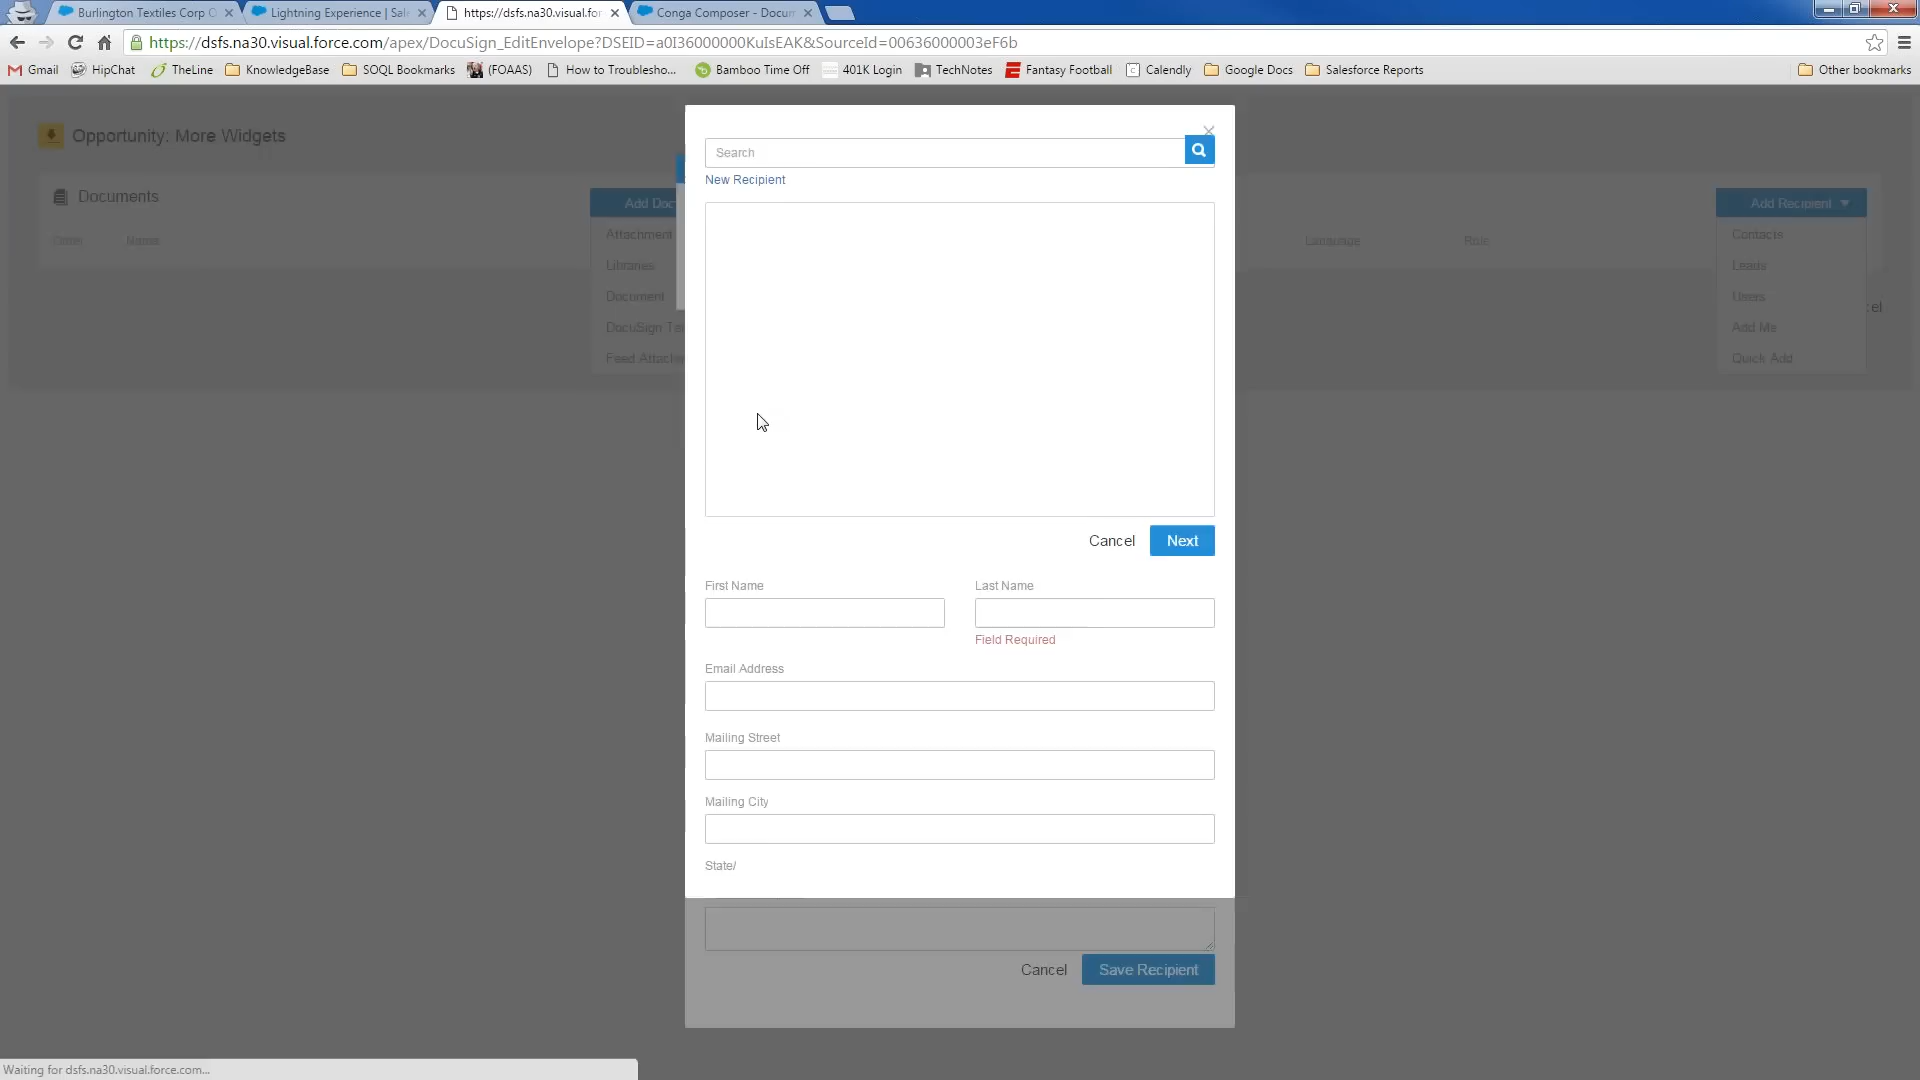 Burlington Textiles Corp O
Lightning Experience | Sale
https://dsfs.na30.visual.for
Conga Composer - Docum
https://dsfs.na30.visual.force.com/apex/DocuSign_EditEnvelope?DSEID=a0I36000000KuIsEAK&SourceId=00636000003eF6b
Gmail
HipChat
TheLine
KnowledgeBase
SOQL Bookmarks
(FOAAS)
How to Troublesho...
Bamboo Time Off
401K Login
TechNotes
Fantasy Football
Calendly
Google Docs
Salesforce Reports
Other bookmarks
Opportunity: More Widgets
Documents
Add Doc
Attachment
Libraries
Document
DocuSign Te
Feed Attach
Order
Name
Search
New Recipient
Cancel
Next
First Name
Last Name
Field Required
Email Address
Mailing Street
Mailing City
State/
Cancel
Save Recipient
Language
Role
Add Recipient
Contacts
Leads
Users
Add Me
Quick Add
cel
Waiting for dsfs.na30.visual.force.com...